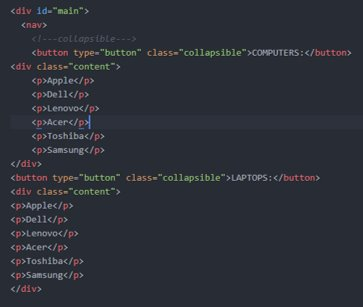 <div id="main">
<nav>
<!---collapsible--->
<button type="button" class="collapsible">COMPUTERS:</button>
<div class="content">
<p>Apple</p>
<p>Dell</p>
<p>Lenovo</p>
<p>Acer</p>
<p>Toshiba</p>
<p>Samsung</p>
</div>
<button type="button" class="collapsible">LAPTOPS:</button>
<div class="content">
<p>Apple</p>
<p>Dell</p>
<p>Lenovo</p>
<p>Acer</p>
<p>Toshiba</p>
<p>Samsung</p>
</div>